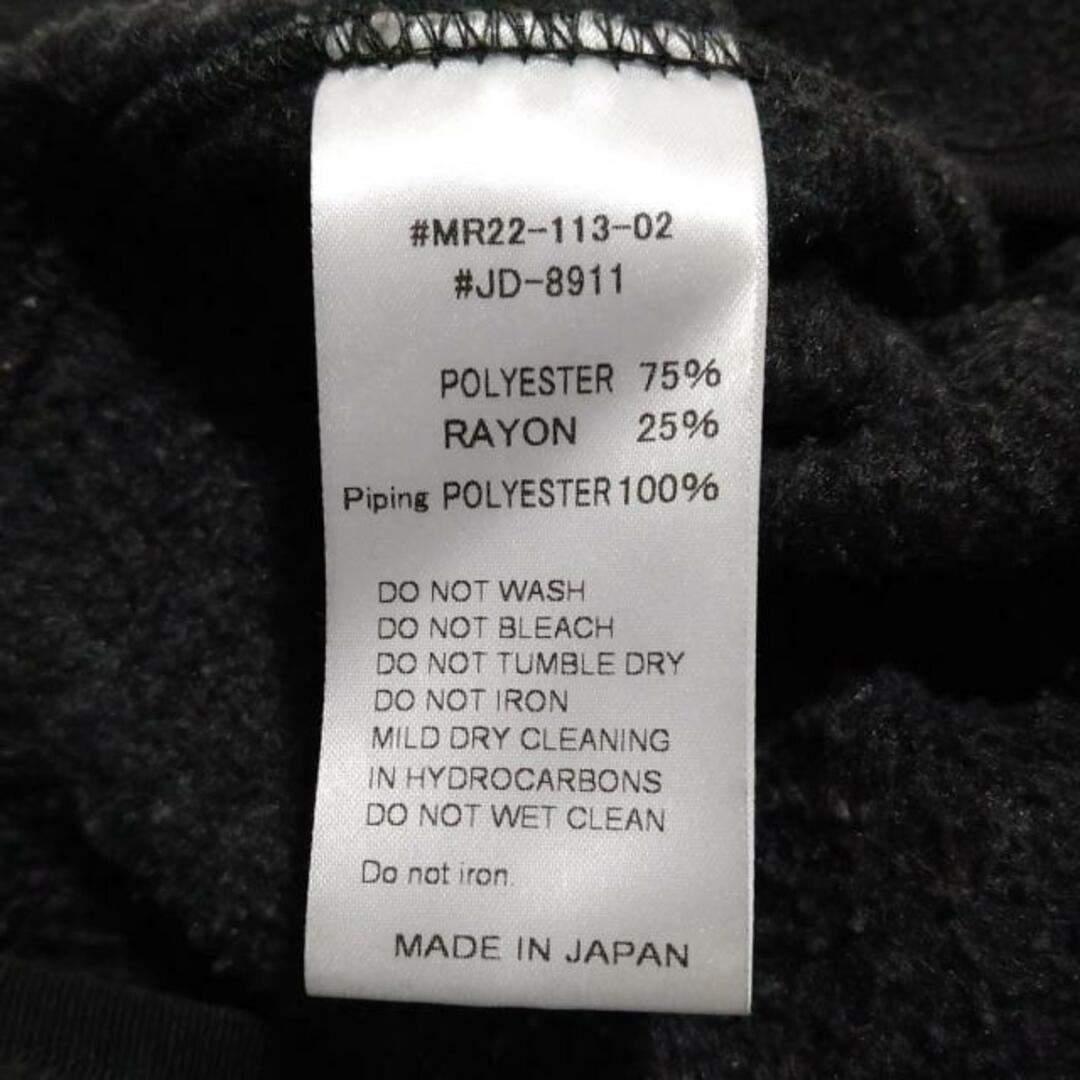 #MR22-113-02
#JD-8911
POLYESTER 75%
RAYON 25%
Piping POLYESTER 100%
DO NOT WASH
DO NOT BLEACH
DO NOT TUMBLE DRY
DO NOT IRON
MILD DRY CLEANING
IN HYDROCARBONS
DO NOT WET CLEAN
Do not iron.
MADE IN JAPAN